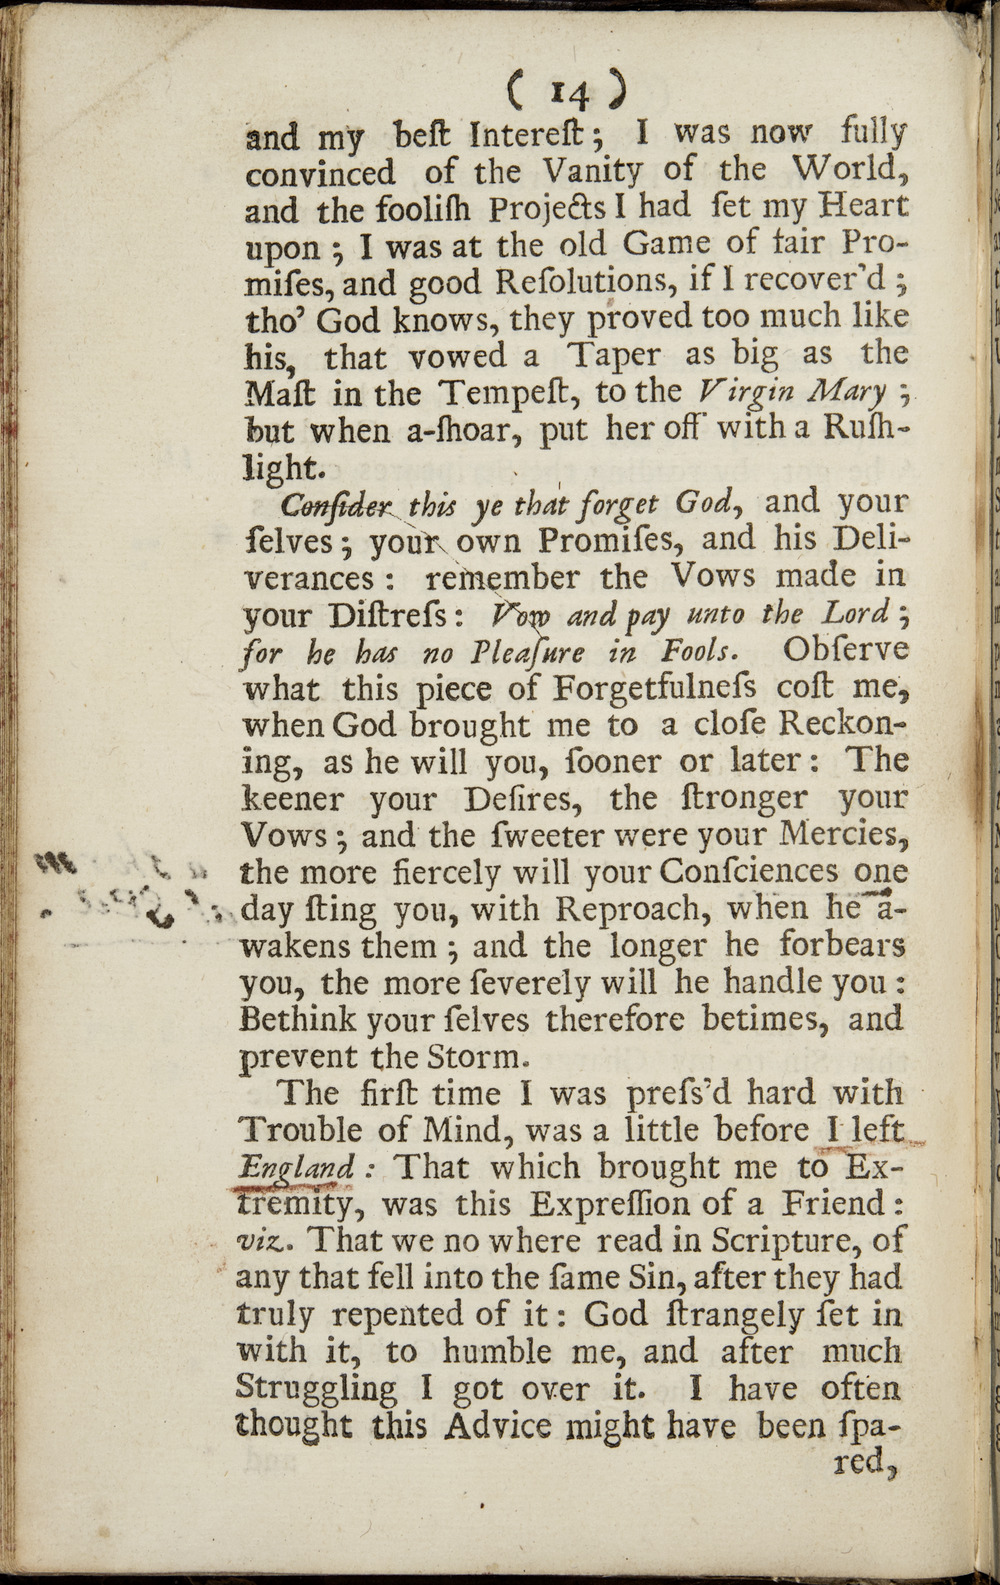 ( 14 )
and my beſt Intereſt; I was now fully
convinced of the Vanity of the World,
and the fooliſh Projects I had ſet my Heart
upon; I was at the old Game of fair Pro-
miſes, and good Reſolutions, if I recover'd;
tho' God knows, they proved too much like
his, that vowed a Taper as big as the
Maſt in the Tempeſt, to the Virgin Mary;
but when a-ſhoar, put her off with a Ruſh-
light.
Conſider this ye that forget God, and your
ſelves; your own Promiſes, and his Deli-
verances: remember the Vows made in
your Diſtreſs: Vow and pay unto the Lord;
for he has no Pleaſure in Fools. Obſerve
what this piece of Forgetfulneſs coſt me,
when God brought me to a cloſe Reckon-
ing, as he will you, ſooner or later: The
keener your Deſires, the ſtronger your
Vows; and the ſweeter were your Mercies,
the more fiercely will your Conſciences one
day ſting you, with Reproach, when he a-
wakens them; and the longer he forbears
you, the more ſeverely will he handle you:
Bethink your ſelves therefore betimes, and
prevent the Storm.
The firſt time I was preſs'd hard with
Trouble of Mind, was a little before I left
England: That which brought me to Ex-
tremity, was this Expreſſion of a Friend:
viz. That we no where read in Scripture, of
any that fell into the ſame Sin, after they had
truly repented of it: God ſtrangely ſet in
with it, to humble me, and after much
Struggling I got over it. I have often
thought this Advice might have been ſpa-
red,